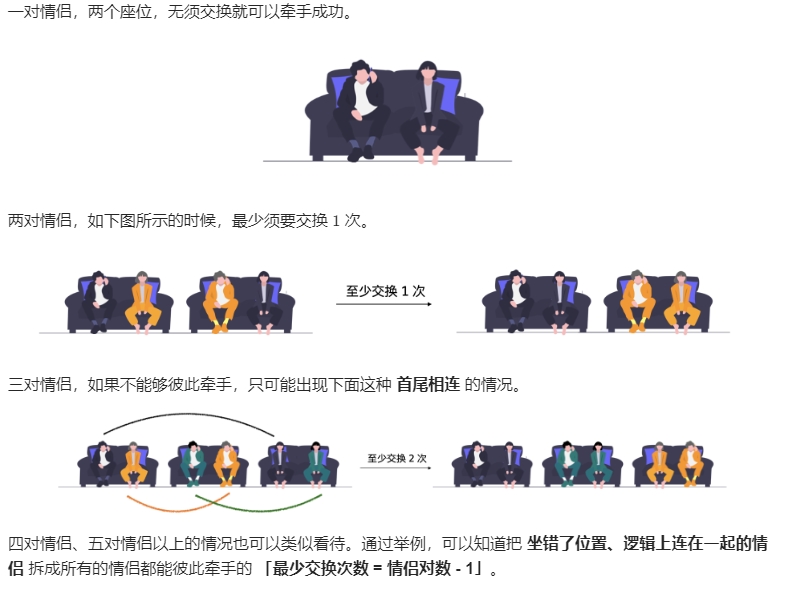 一对情侣，两个座位，无须交换就可以牵手成功。
两对情侣，如下图所示的时候，最少须要交换 1 次。
至少交换 1 次
三对情侣，如果不能够彼此牵手，只可能出现下面这种 首尾相连 的情况。
至少交换 2 次
四对情侣、五对情侣以上的情况也可以类似看待。通过举例，可以知道把 坐错了位置、逻辑上连在一起的情
侣 拆成所有的情侣都能彼此牵手的 「最少交换次数 = 情侣对数 - 1」。